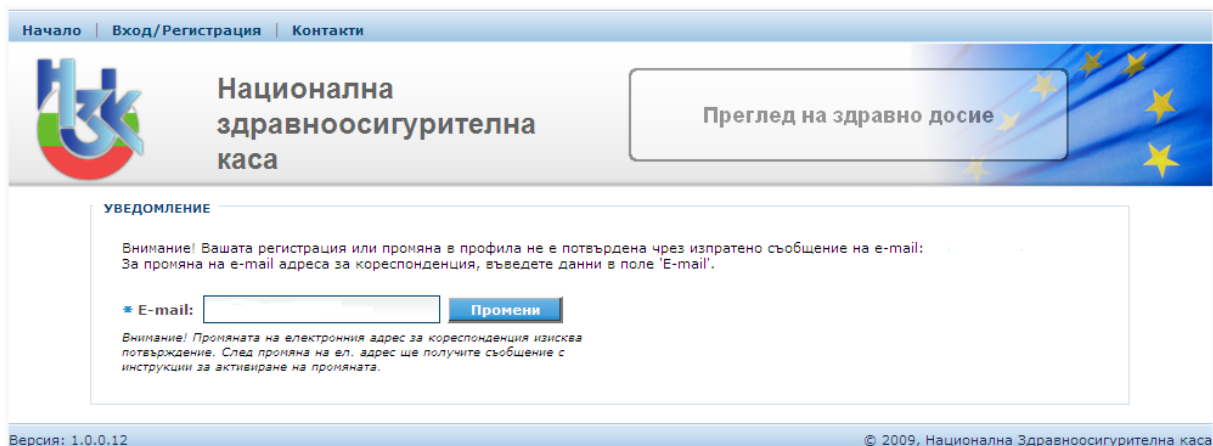 Начало | Вход/Регистрация | Контакти
НЗОК
Национална
здравноосигурителна
каса
Преглед на здравно досие
УВЕДОМЛЕНИЕ
Внимание! Вашата регистрация или промяна в профила не е потвърдена чрез изпратено съобщение на e-mail:
За промяна на e-mail адреса за кореспонденция, въведете данни в поле 'E-mail'.
* E-mail:
Промени
Внимание! Промяната на електронния адрес за кореспонденция изисква
потвърждение. След промяна на ел. адрес ще получите съобщение с
инструкции за активиране на промяната.
Версия: 1.0.0.12
© 2009, Национална Здравноосигурителна каса